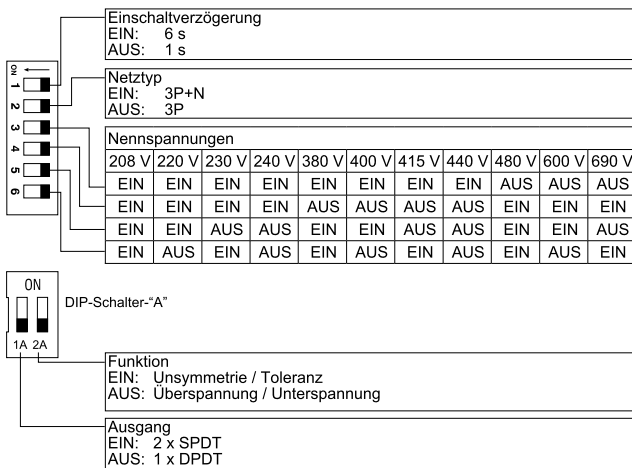 Einschaltverzögerung
EIN: 6 s
AUS: 1 s
ON
1
2
3
4
5
6
Netztyp
EIN: 3P+N
AUS: 3P
Nennspannungen
208 V 220 V 230 V 240 V 380 V 400 V 415 V 440 V 480 V 600 V 690 V
EIN EIN EIN EIN EIN EIN EIN EIN AUS AUS AUS
EIN EIN EIN EIN AUS AUS AUS AUS EIN EIN EIN
EIN EIN AUS AUS EIN EIN AUS AUS EIN EIN AUS
EIN AUS EIN AUS EIN AUS EIN AUS EIN AUS EIN
ON
DIP-Schalter-“A”
1A 2A
Funktion
EIN: Unsymmetrie / Toleranz
AUS: Überspannung / Unterspannung
Ausgang
EIN: 2 x SPDT
AUS: 1 x DPDT